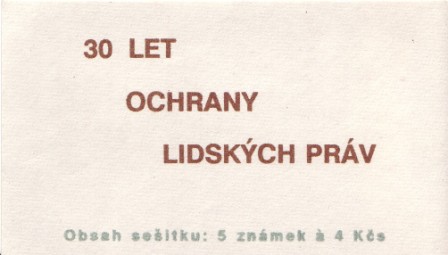 30 LET
OCHRANY
LIDSKÝCH PRÁV
Obsah sešitku: 5 známek à 4 Kčs